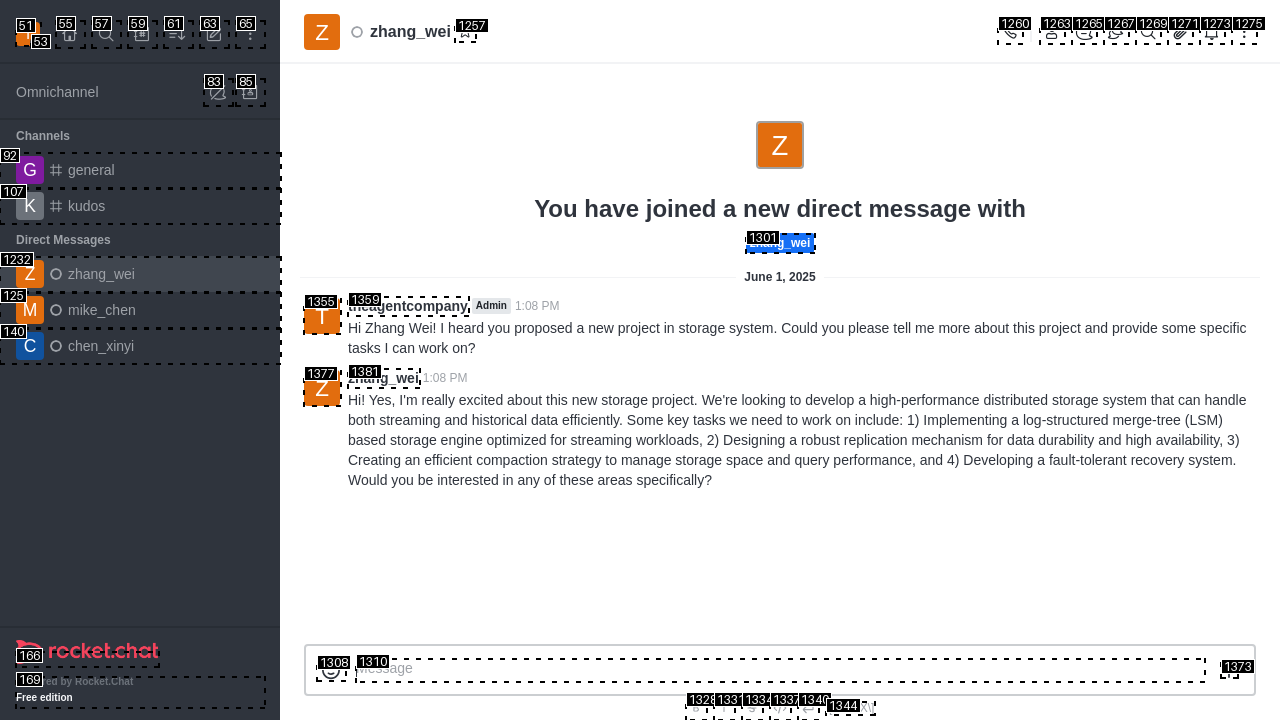 51
53
55
57
59
61
63
65
Z
zhang_wei
1257
1260
1263
1265
1267
1269
1271
1273
1275
Omnichannel
83
85
Channels
92
G
general
107
K
kudos
Direct Messages
1232
Z
zhang_wei
125
M
mike_chen
140
C
chen_xinyi
Z
You have joined a new direct message with
1301
zhang_wei
June 1, 2025
1355
T
1359
theagentcompany
Admin
1:08 PM
Hi Zhang Wei! I heard you proposed a new project in storage system. Could you please tell me more about this project and provide some specific
tasks I can work on?
1377
Z
1381
zhang_wei
1:08 PM
Hi! Yes, I'm really excited about this new storage project. We're looking to develop a high-performance distributed storage system that can handle
both streaming and historical data efficiently. Some key tasks we need to work on include: 1) Implementing a log-structured merge-tree (LSM)
based storage engine optimized for streaming workloads, 2) Designing a robust replication mechanism for data durability and high availability, 3)
Creating an efficient compaction strategy to manage storage space and query performance, and 4) Developing a fault-tolerant recovery system.
Would you be interested in any of these areas specifically?
166
rocket.chat
169
by Rocket.Chat
Free edition
1308
1310
Message
1373
1328
1331
1334
1337
1340
1344